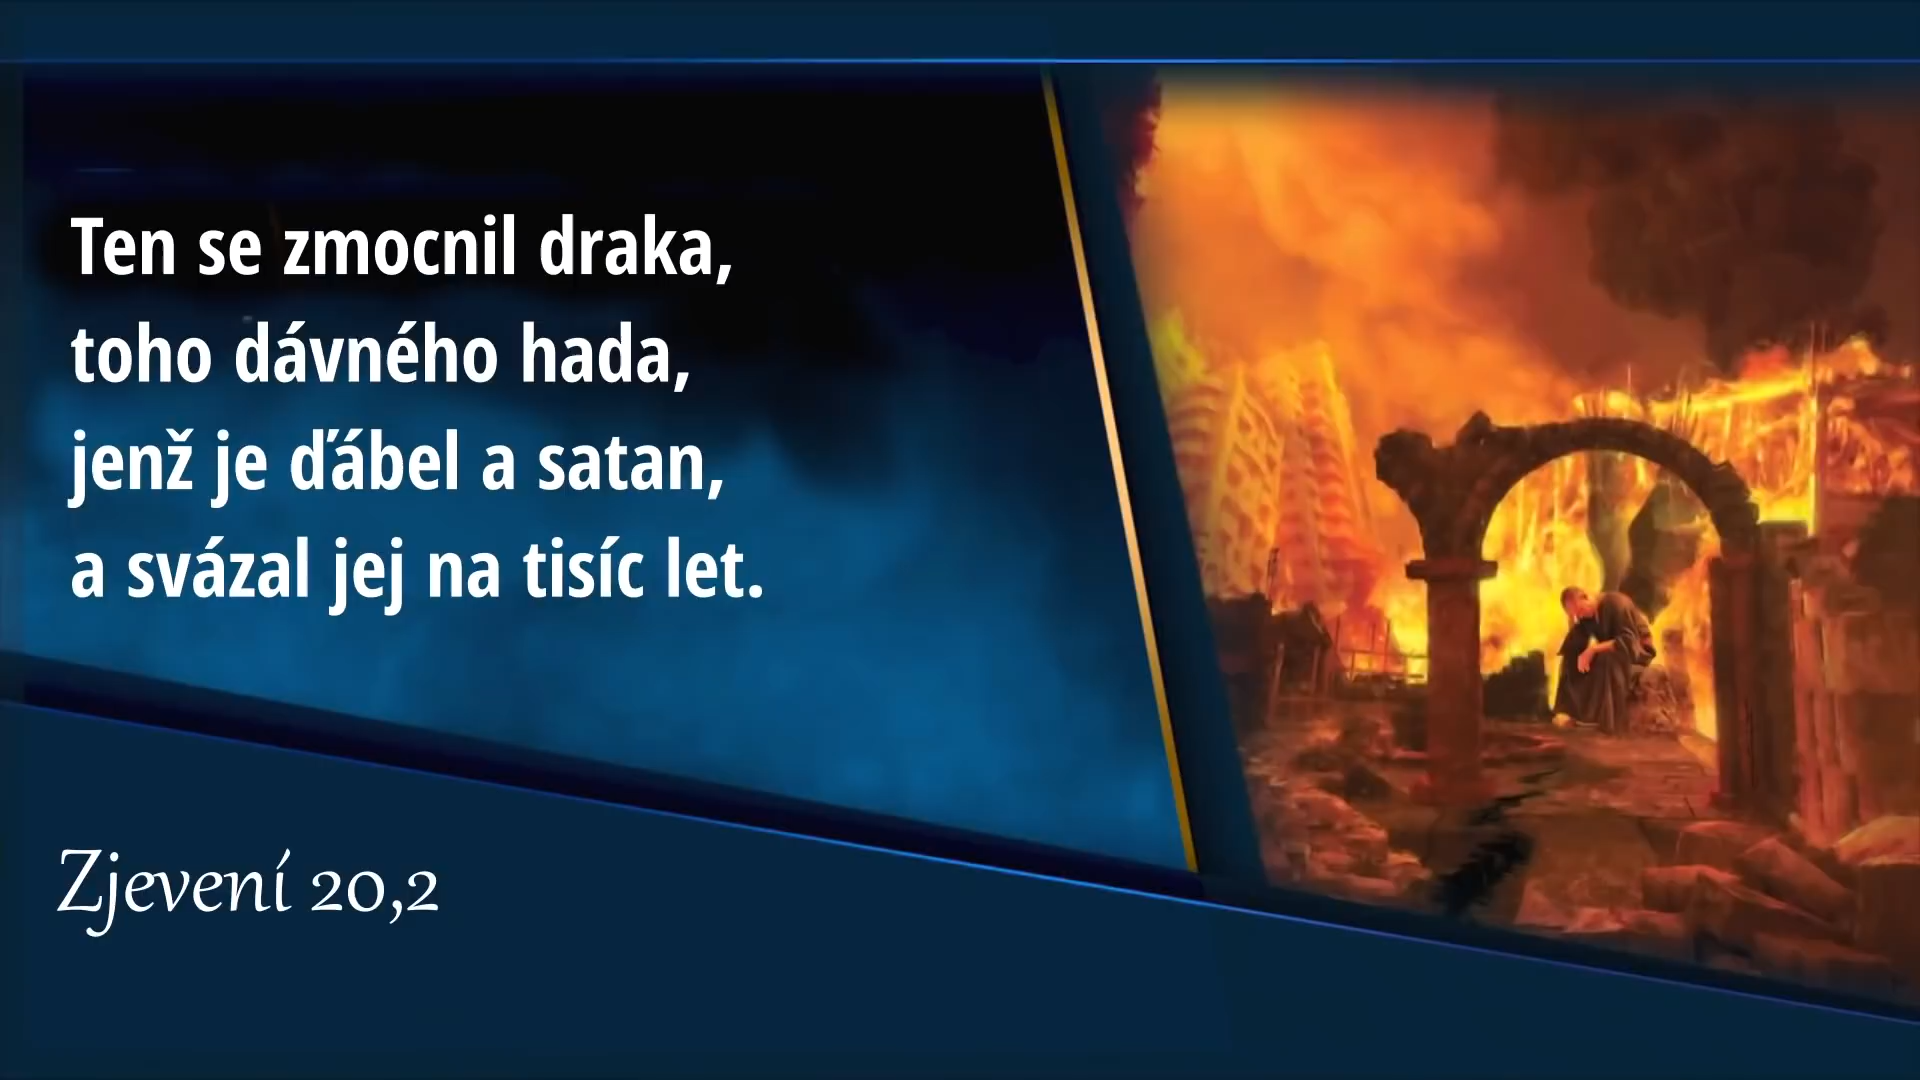 Ten se zmocnil draka,
toho dávného hada,
jenž je ďábel a satan,
a svázal jej na tisíc let.
Zjevení 20,2